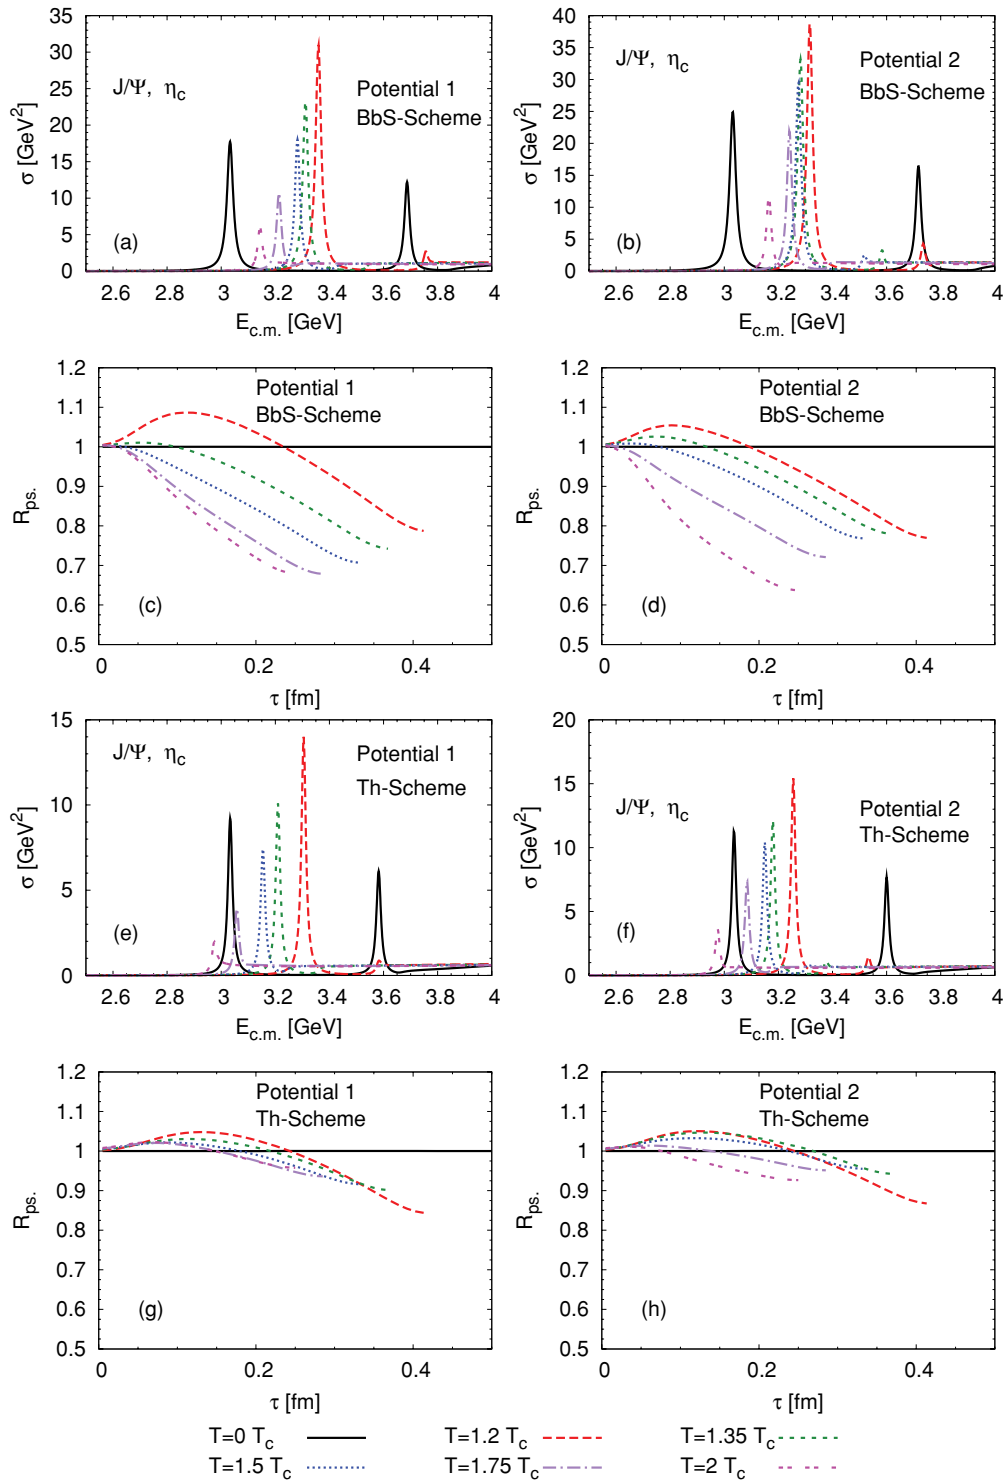 J/Ψ, η_c
Potential 1
BbS-Scheme
(a)
σ [GeV²]
0 5 10 15 20 25 30 35
2.6 2.8 3 3.2 3.4 3.6 3.8 4
E_c.m. [GeV]
J/Ψ, η_c
Potential 2
BbS-Scheme
(b)
σ [GeV²]
0 5 10 15 20 25 30 35 40
2.6 2.8 3 3.2 3.4 3.6 3.8 4
E_c.m. [GeV]
Potential 1
BbS-Scheme
(c)
R_ps.
0.5 0.6 0.7 0.8 0.9 1 1.1 1.2
0 0.2 0.4
τ [fm]
Potential 2
BbS-Scheme
(d)
R_ps.
0.5 0.6 0.7 0.8 0.9 1 1.1 1.2
0 0.2 0.4
τ [fm]
J/Ψ, η_c
Potential 1
Th-Scheme
(e)
σ [GeV²]
0 5 10 15
2.6 2.8 3 3.2 3.4 3.6 3.8 4
E_c.m. [GeV]
J/Ψ, η_c
Potential 2
Th-Scheme
(f)
σ [GeV²]
0 5 10 15 20
2.6 2.8 3 3.2 3.4 3.6 3.8 4
E_c.m. [GeV]
Potential 1
Th-Scheme
(g)
R_ps.
0.5 0.6 0.7 0.8 0.9 1 1.1 1.2
0 0.2 0.4
τ [fm]
Potential 2
Th-Scheme
(h)
R_ps.
0.5 0.6 0.7 0.8 0.9 1 1.1 1.2
0 0.2 0.4
τ [fm]
T=0 T_c T=1.2 T_c T=1.35 T_c
T=1.5 T_c T=1.75 T_c T=2 T_c